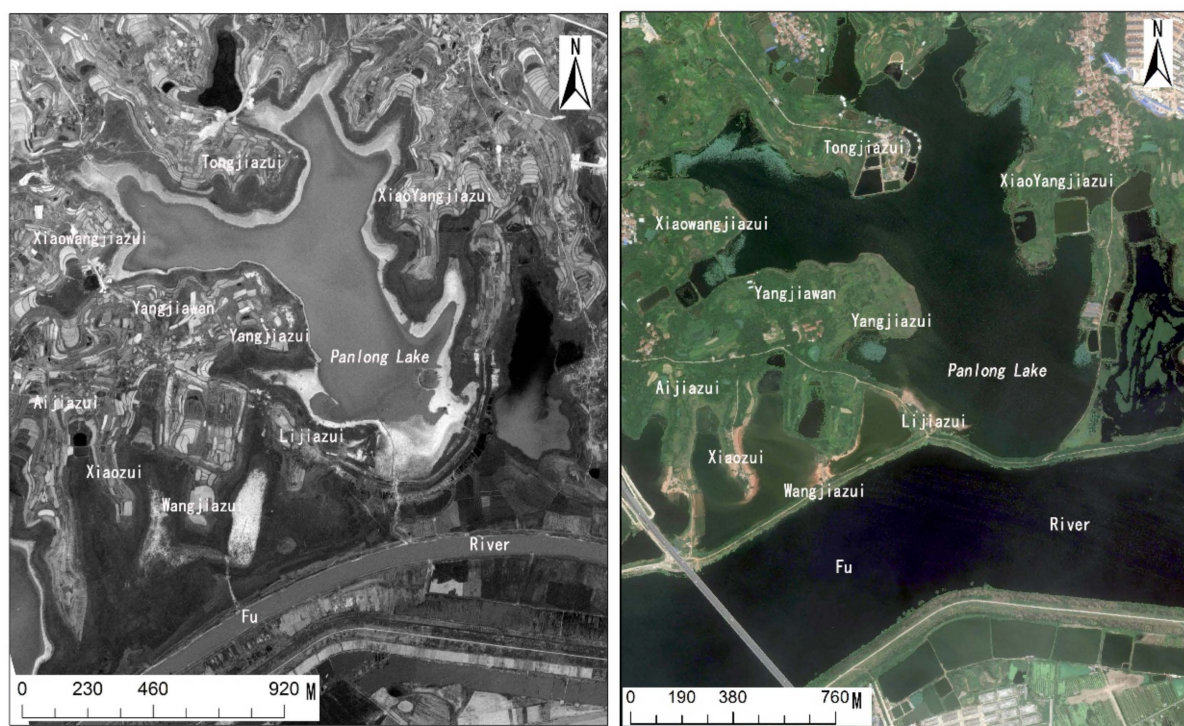 N
Tongjiazui
XiaoYangjiazui
Xiaowangjiazui
Yangjiawan
Yangjiazui
Panlong Lake
Aijiazui
Lijiazui
Xiaozui
Wangjiazui
River
Fu
0 230 460 920 M
N
Tongjiazui
XiaoYangjiazui
Xiaowangjiazui
Yangjiawan
Yangjiazui
Panlong Lake
Aijiazui
Lijiazui
Xiaozui
Wangjiazui
River
Fu
0 190 380 760 M